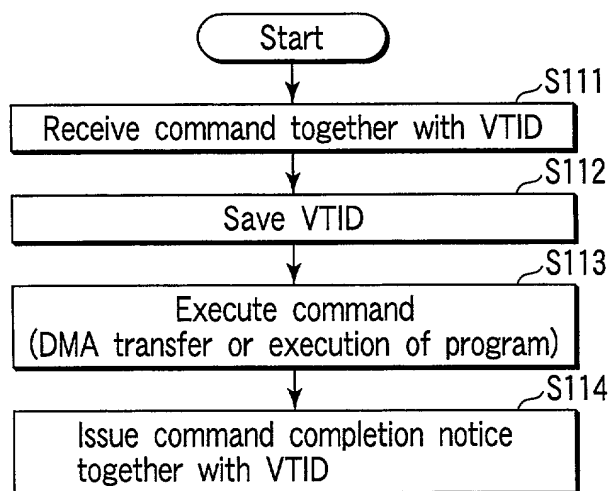 Start
S111
Receive command together with VTID
S112
Save VTID
S113
Execute command
(DMA transfer or execution of program)
S114
Issue command completion notice
together with VTID